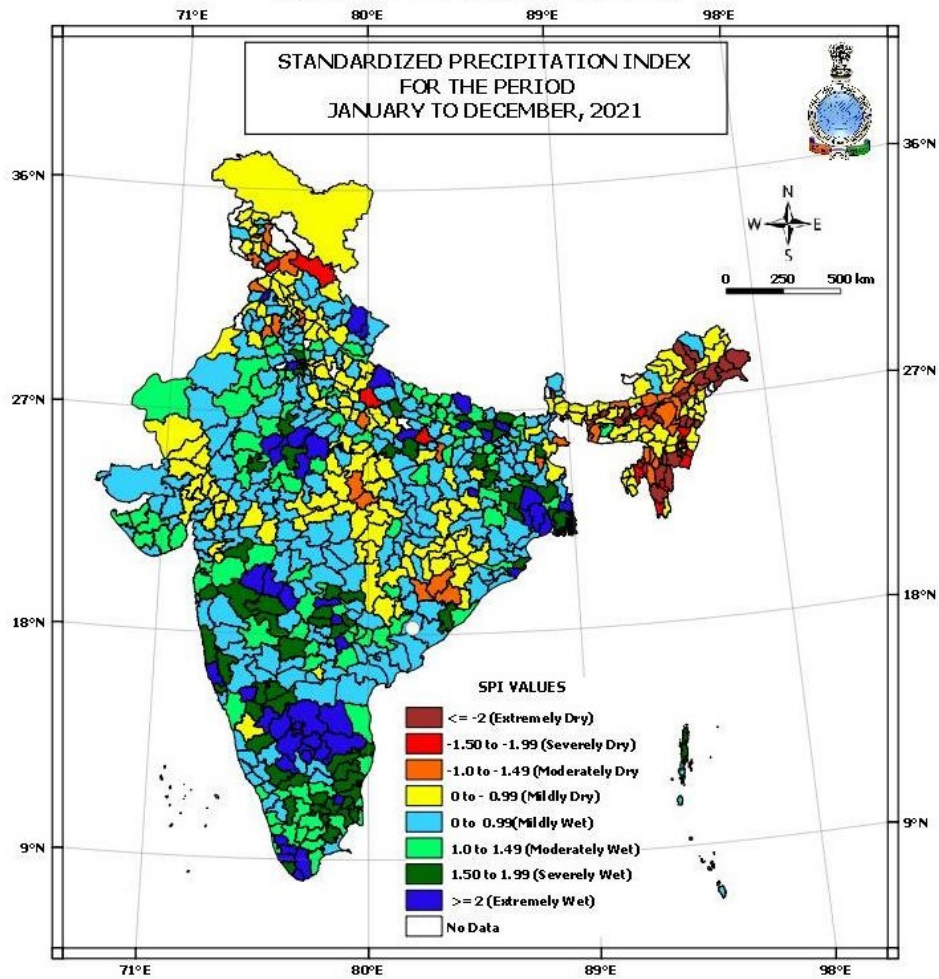 71°E 80°E 89°E 98°E
STANDARDIZED PRECIPITATION INDEX
FOR THE PERIOD
JANUARY TO DECEMBER, 2021
36°N 36°N
N
W E
S
0 250 500 km
27°N 27°N
18°N 18°N
SPI VALUES
<= -2 (Extremely Dry)
-1.50 to -1.99 (Severely Dry)
-1.0 to -1.49 (Moderately Dry
0 to - 0.99 (Mildly Dry)
0 to 0.99(Mildly Wet)
1.0 to 1.49 (Moderately Wet)
1.50 to 1.99 (Severely Wet)
>= 2 (Extremely Wet)
No Data
9°N 9°N
71°E 80°E 89°E 98°E